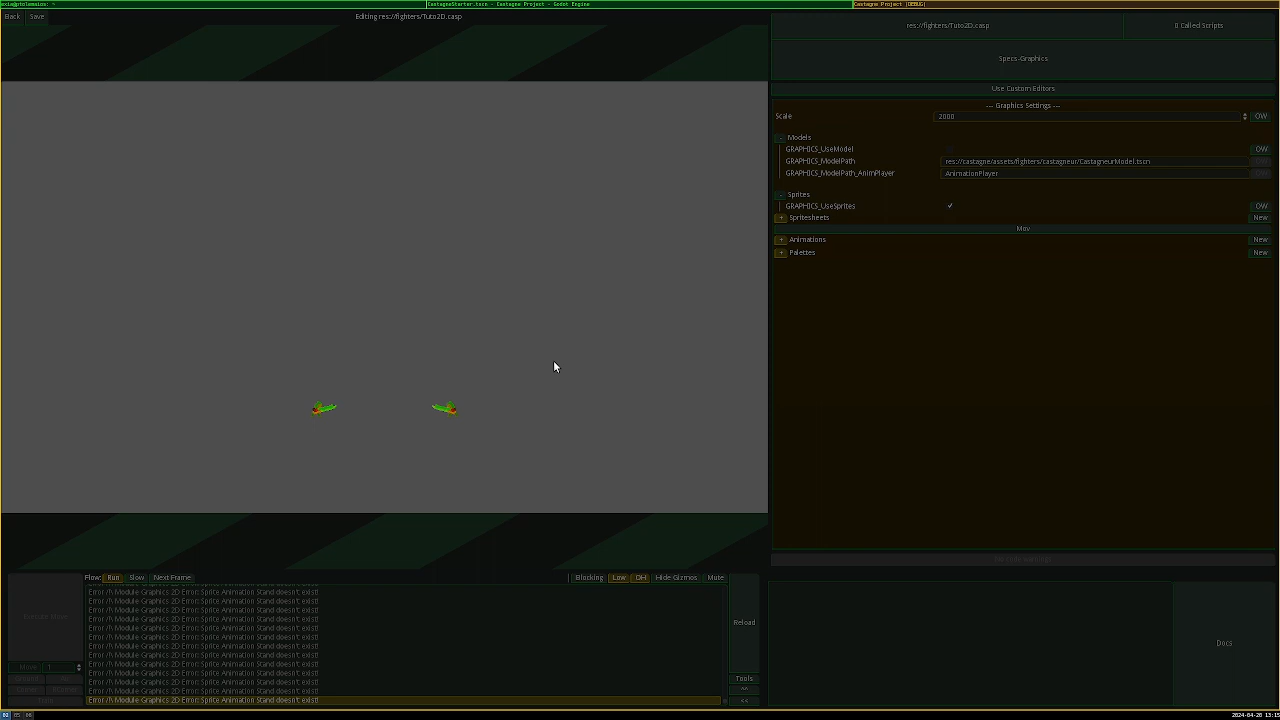 axia@ptolemaios: ~
CastagneStarter.tscn - Castagne Project - Godot Engine
Castagne Project (DEBUG)
Back Save
Editing res://fighters/Tuto2D.casp
res://fighters/Tuto2D.casp
0 Called Scripts
Specs-Graphics
Use Custom Editors
--- Graphics Settings ---
Scale 2000 OW
- Models
GRAPHICS_UseModel OW
GRAPHICS_ModelPath res://castagne/assets/fighters/castagneur/CastagneurModel.tscn
GRAPHICS_ModelPath_AnimPlayer AnimationPlayer
- Sprites
GRAPHICS_UseSprites ✓ OW
+ Spritesheets New
Mov
+ Animations New
+ Palettes New
Flow: Run Slow Next Frame
| Blocking Low OH Hide Gizmos Mute
Error /!\ Module Graphics 2D Error: Sprite Animation Stand doesn't exist!
Error /!\ Module Graphics 2D Error: Sprite Animation Stand doesn't exist!
Error /!\ Module Graphics 2D Error: Sprite Animation Stand doesn't exist!
Error /!\ Module Graphics 2D Error: Sprite Animation Stand doesn't exist!
Error /!\ Module Graphics 2D Error: Sprite Animation Stand doesn't exist!
Error /!\ Module Graphics 2D Error: Sprite Animation Stand doesn't exist!
Error /!\ Module Graphics 2D Error: Sprite Animation Stand doesn't exist!
Error /!\ Module Graphics 2D Error: Sprite Animation Stand doesn't exist!
Error /!\ Module Graphics 2D Error: Sprite Animation Stand doesn't exist!
Error /!\ Module Graphics 2D Error: Sprite Animation Stand doesn't exist!
Error /!\ Module Graphics 2D Error: Sprite Animation Stand doesn't exist!
Error /!\ Module Graphics 2D Error: Sprite Animation Stand doesn't exist!
Error /!\ Module Graphics 2D Error: Sprite Animation Stand doesn't exist!
Reload
Docs
Move 1
Tools
^^
<<